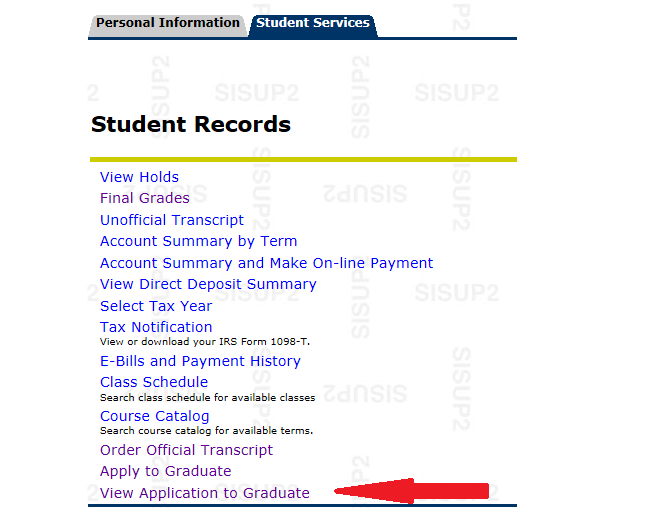 Personal Information Student Services
SISUP2
SISUP2
SISUP2
Student Records
View Holds
Final Grades
Unofficial Transcript
Account Summary by Term
Account Summary and Make On-line Payment
View Direct Deposit Summary
Select Tax Year
Tax Notification
View or download your IRS Form 1098-T.
E-Bills and Payment History
Class Schedule
Search class schedule for available classes
Course Catalog
Search course catalog for available terms.
Order Official Transcript
Apply to Graduate
View Application to Graduate